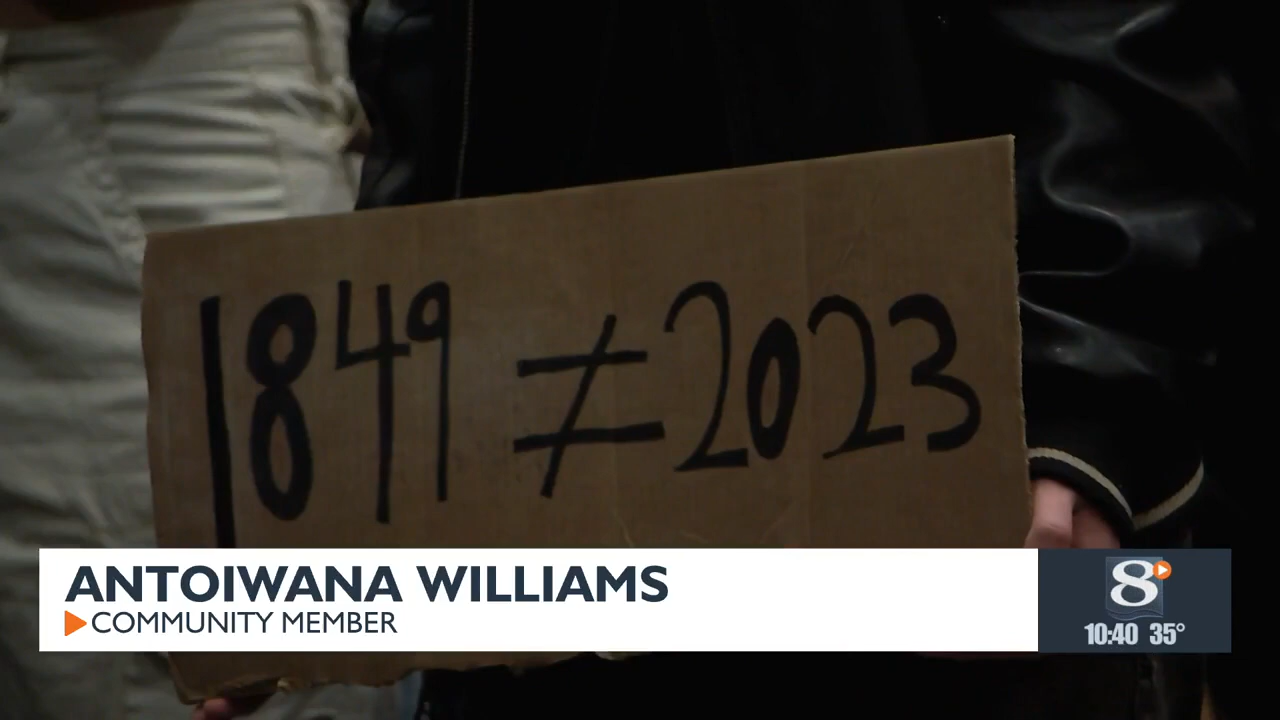 1849 ≠ 2023
ANTOIWANA WILLIAMS
COMMUNITY MEMBER
8
10:40 35°